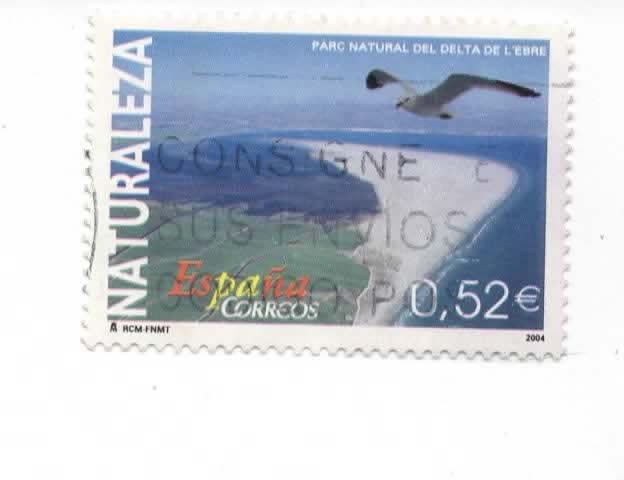 PARC NATURAL DEL DELTA DE L'EBRE
NATURALEZA
CONSIGNE E
SUS ENVIOS
España
CORREOS
0,52€
RCM-FNMT
2004